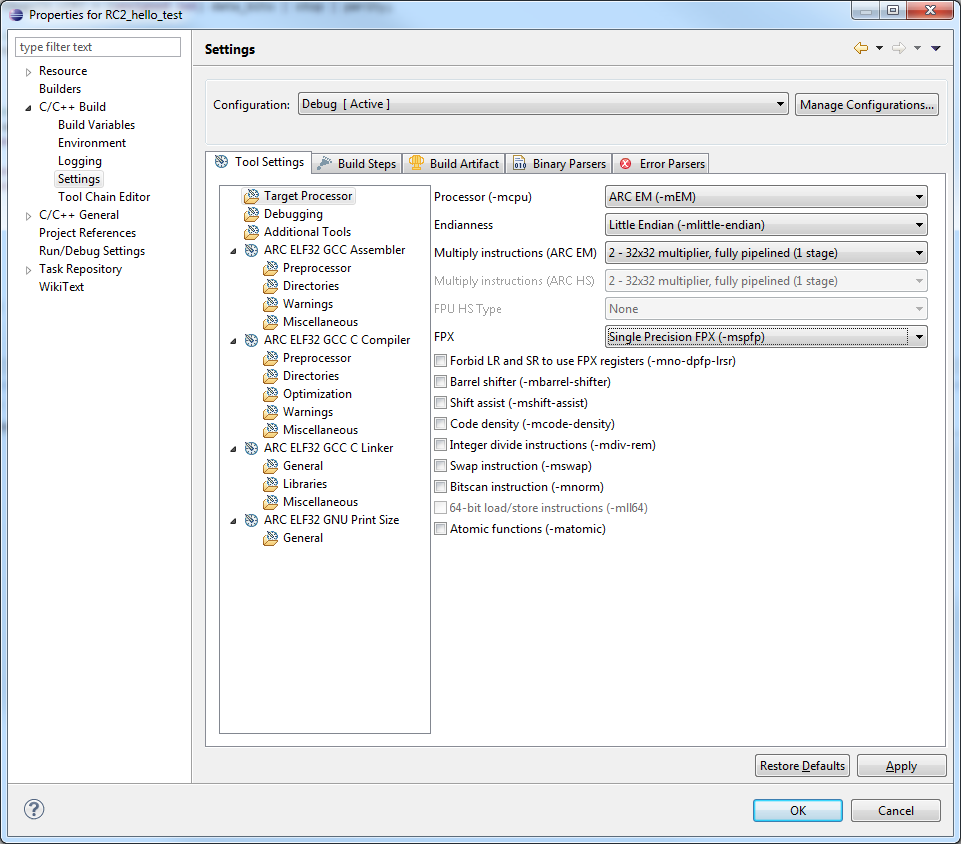 Properties for RC2_hello_test
type filter text
Resource
Builders
C/C++ Build
Build Variables
Environment
Logging
Settings
Tool Chain Editor
C/C++ General
Project References
Run/Debug Settings
Task Repository
WikiText
Settings
Configuration: Debug [ Active ] Manage Configurations...
Tool Settings Build Steps Build Artifact Binary Parsers Error Parsers
Target Processor
Debugging
Additional Tools
ARC ELF32 GCC Assembler
Preprocessor
Directories
Warnings
Miscellaneous
ARC ELF32 GCC C Compiler
Preprocessor
Directories
Optimization
Warnings
Miscellaneous
ARC ELF32 GCC C Linker
General
Libraries
Miscellaneous
ARC ELF32 GNU Print Size
General
Processor (-mcpu) ARC EM (-mEM)
Endianness Little Endian (-mlittle-endian)
Multiply instructions (ARC EM) 2 - 32x32 multiplier, fully pipelined (1 stage)
Multiply instructions (ARC HS) 2 - 32x32 multiplier, fully pipelined (1 stage)
FPU HS Type None
FPX Single Precision FPX (-mspfp)
Forbid LR and SR to use FPX registers (-mno-dpfp-lrsr)
Barrel shifter (-mbarrel-shifter)
Shift assist (-mshift-assist)
Code density (-mcode-density)
Integer divide instructions (-mdiv-rem)
Swap instruction (-mswap)
Bitscan instruction (-mnorm)
64-bit load/store instructions (-mll64)
Atomic functions (-matomic)
Restore Defaults Apply
OK Cancel